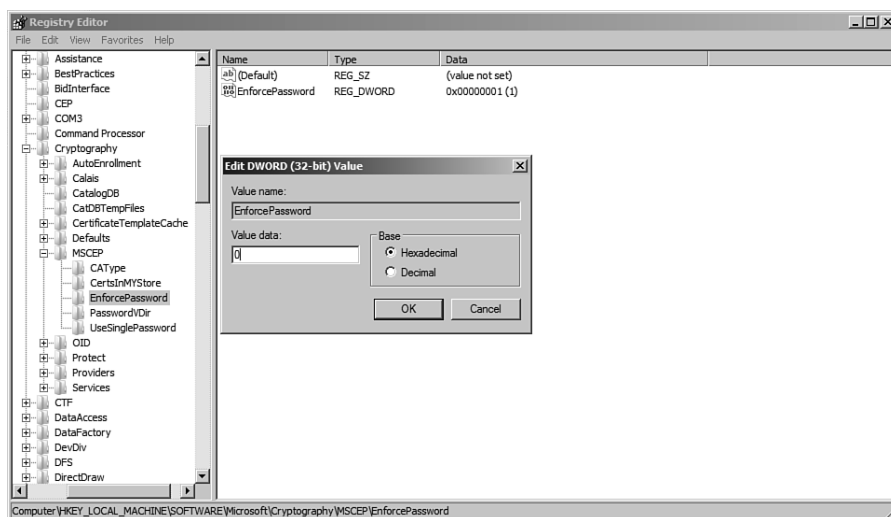 Registry Editor
File Edit View Favorites Help
Assistance
BestPractices
BidInterface
CEP
COM3
Command Processor
Cryptography
AutoEnrollment
Calais
CatalogDB
CatDBTempFiles
CertificateTemplateCache
Defaults
MSCEP
CAType
CertsInMYStore
EnforcePassword
PasswordVDir
UseSinglePassword
OID
Protect
Providers
Services
CTF
DataAccess
DataFactory
DevDiv
DFS
DirectDraw
Name Type Data
ab (Default) REG_SZ (value not set)
EnforcePassword REG_DWORD 0x00000001 (1)
Edit DWORD (32-bit) Value
Value name:
EnforcePassword
Value data:
0
Base
Hexadecimal
Decimal
OK Cancel
Computer\HKEY_LOCAL_MACHINE\SOFTWARE\Microsoft\Cryptography\MSCEP\EnforcePassword